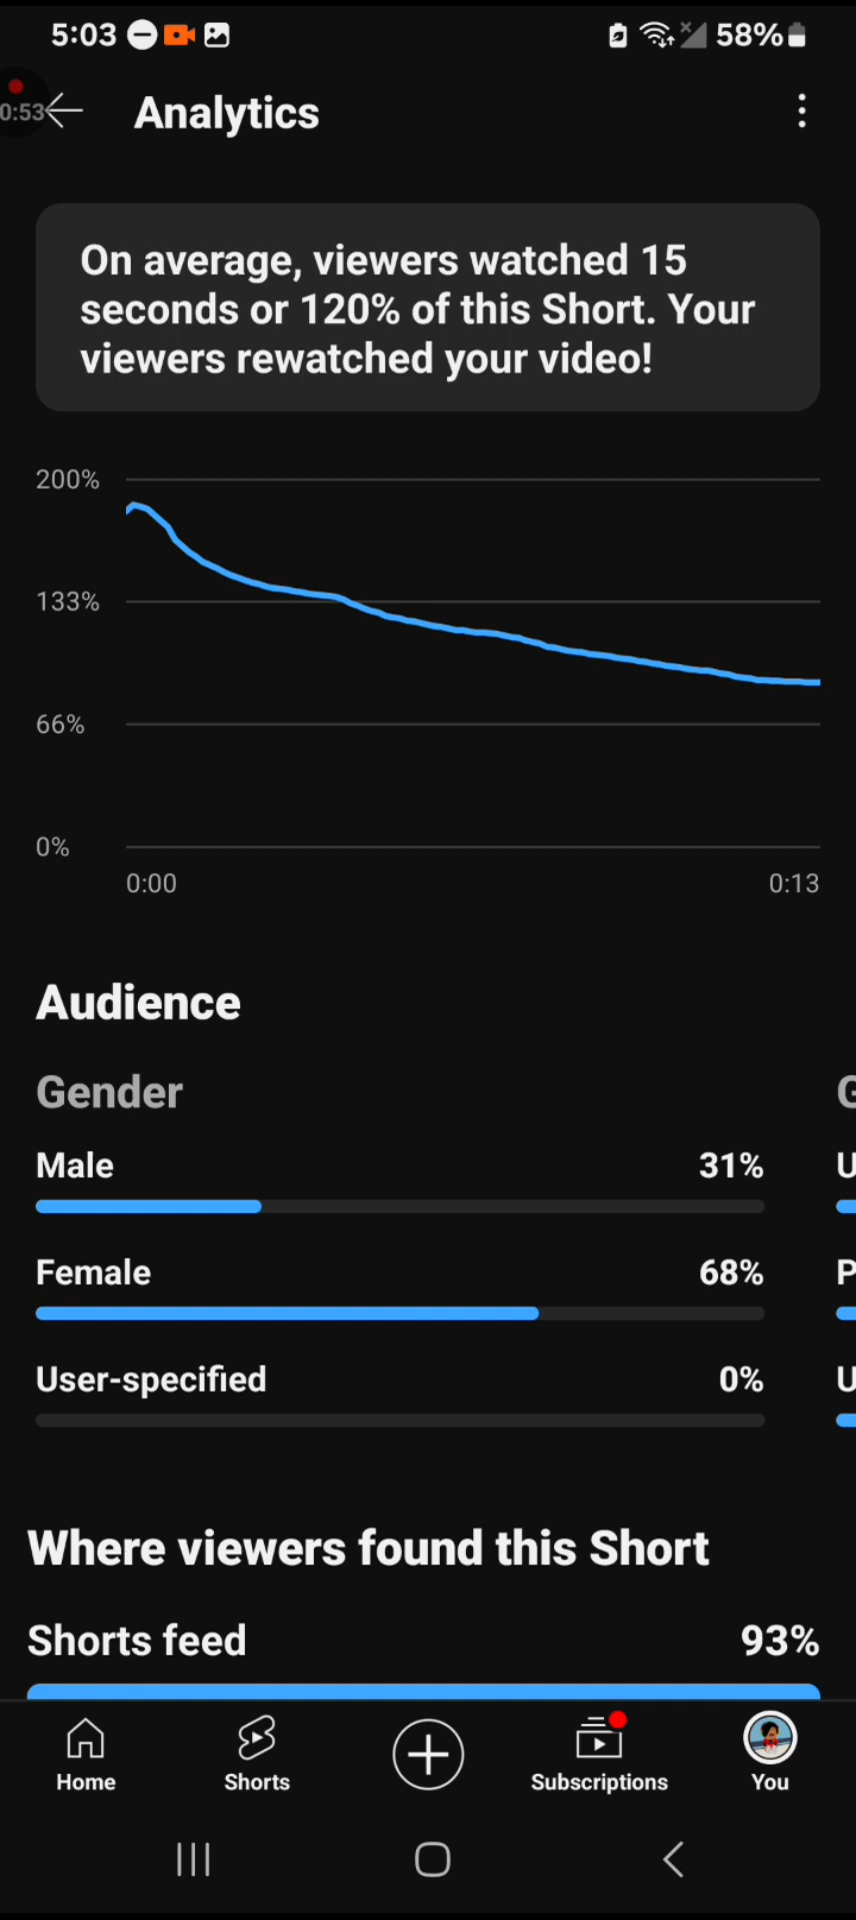 5:03 58%
0:53 Analytics
On average, viewers watched 15
seconds or 120% of this Short. Your
viewers rewatched your video!
200%
133%
66%
0%
0:00 0:13
Audience
Gender G
Male 31% U
Female 68% P
User-specified 0% U
Where viewers found this Short
Shorts feed 93%
Home Shorts Subscriptions You